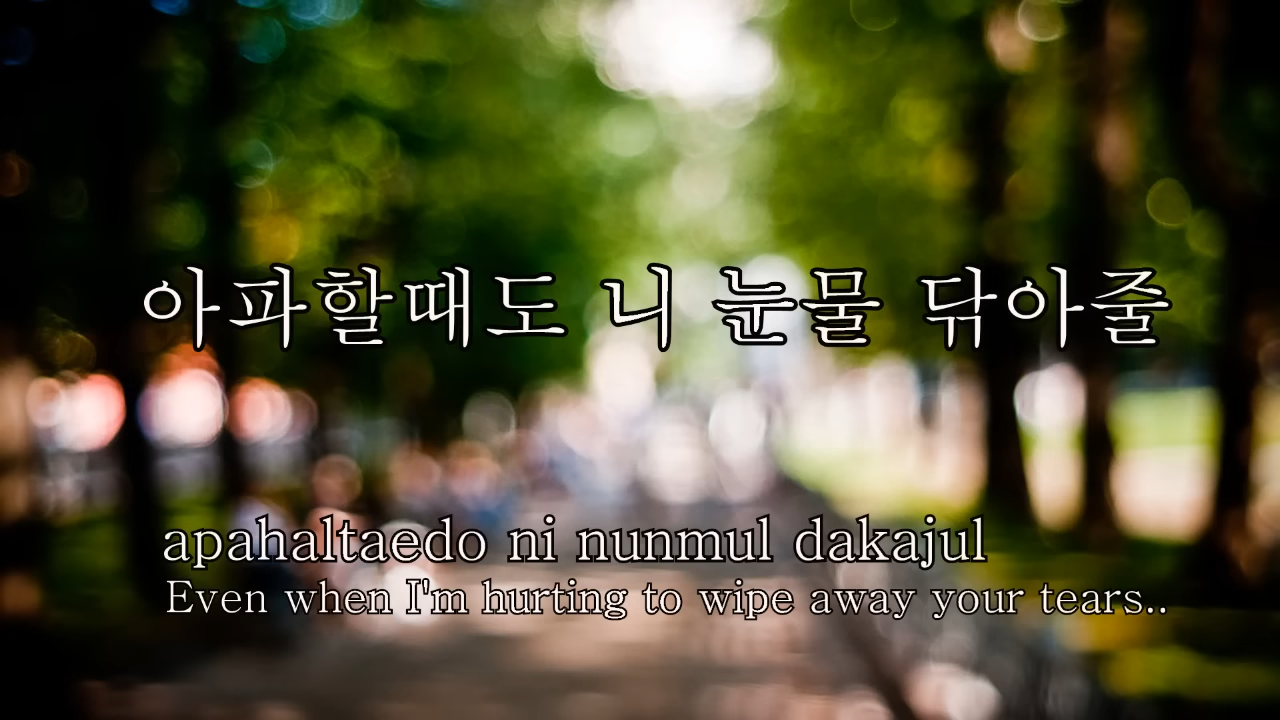 아파할때도 니 눈물 닦아줄
apahaltaedo ni nunmul dakajul
Even when I'm hurting to wipe away your tears..